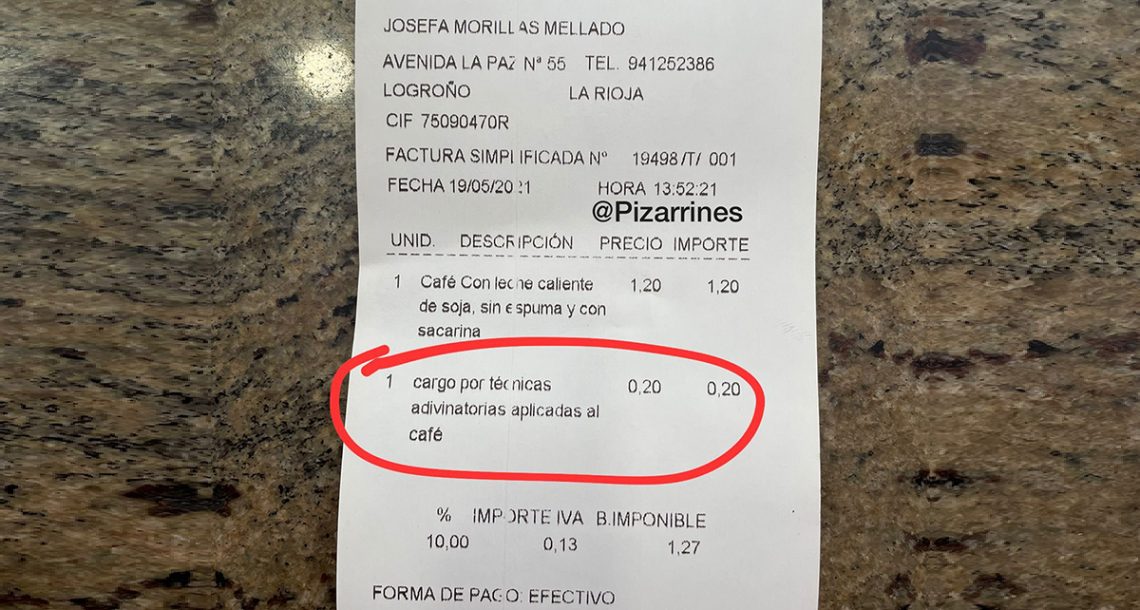 JOSEFA MORILLAS MELLADO
AVENIDA LA PAZ Nª 55 TEL. 941252386
LOGROÑO LA RIOJA
CIF 75090470R
FACTURA SIMPLIFICADA Nº 19498/T/ 001
FECHA 19/05/2021 HORA 13:52:21
@Pizarrines
UNID. DESCRIPCIÓN PRECIO IMPORTE
1 Café Con leche caliente 1,20 1,20
de soja, sin espuma y con
sacarina
1 cargo por técnicas 0,20 0,20
adivinatorias aplicadas al
café
% IMPORTE IVA B.IMPONIBLE
10,00 0,13 1,27
FORMA DE PAGO: EFECTIVO